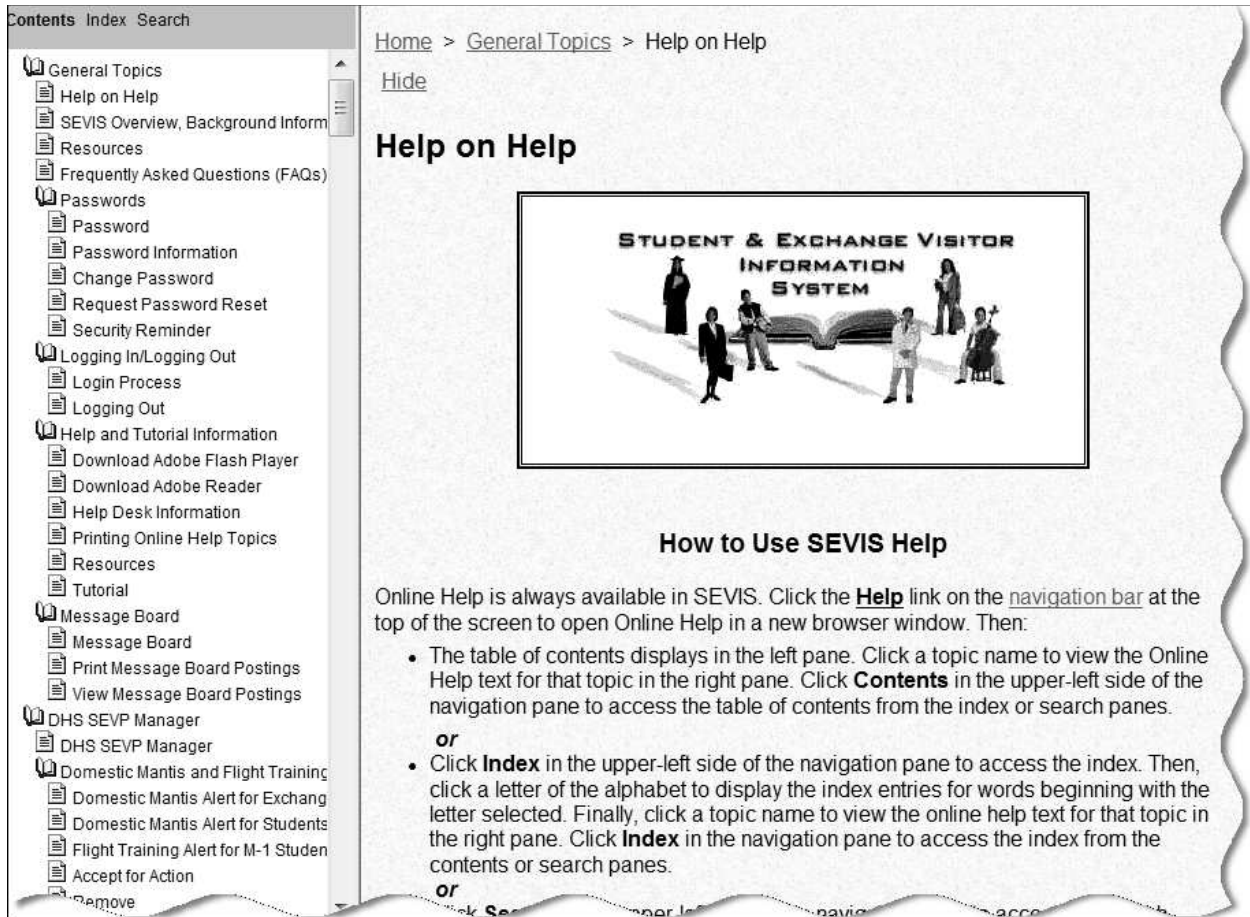 Contents Index Search
General Topics
Help on Help
SEVIS Overview, Background Inform
Resources
Frequently Asked Questions (FAQs)
Passwords
Password
Password Information
Change Password
Request Password Reset
Security Reminder
Logging In/Logging Out
Login Process
Logging Out
Help and Tutorial Information
Download Adobe Flash Player
Download Adobe Reader
Help Desk Information
Printing Online Help Topics
Resources
Tutorial
Message Board
Message Board
Print Message Board Postings
View Message Board Postings
DHS SEVP Manager
DHS SEVP Manager
Domestic Mantis and Flight Training
Domestic Mantis Alert for Exchang
Domestic Mantis Alert for Students
Flight Training Alert for M-1 Studen
Accept for Action
Remove
Home > General Topics > Help on Help
Hide
Help on Help
STUDENT & EXCHANGE VISITOR
INFORMATION
SYSTEM
How to Use SEVIS Help
Online Help is always available in SEVIS. Click the Help link on the navigation bar at the
top of the screen to open Online Help in a new browser window. Then:
• The table of contents displays in the left pane. Click a topic name to view the Online
Help text for that topic in the right pane. Click Contents in the upper-left side of the
navigation pane to access the table of contents from the index or search panes.
or
• Click Index in the upper-left side of the navigation pane to access the index. Then,
click a letter of the alphabet to display the index entries for words beginning with the
letter selected. Finally, click a topic name to view the online help text for that topic in
the right pane. Click Index in the navigation pane to access the index from the
contents or search panes.
or